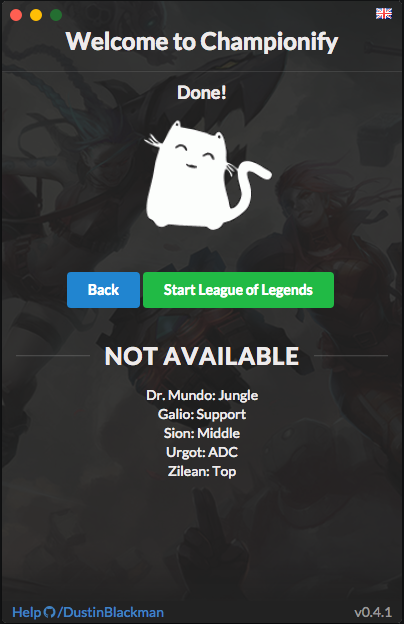 Welcome to Championify
Done!
Back
Start League of Legends
NOT AVAILABLE
Dr. Mundo: Jungle
Galio: Support
Sion: Middle
Urgot: ADC
Zilean: Top
Help /DustinBlackman
v0.4.1